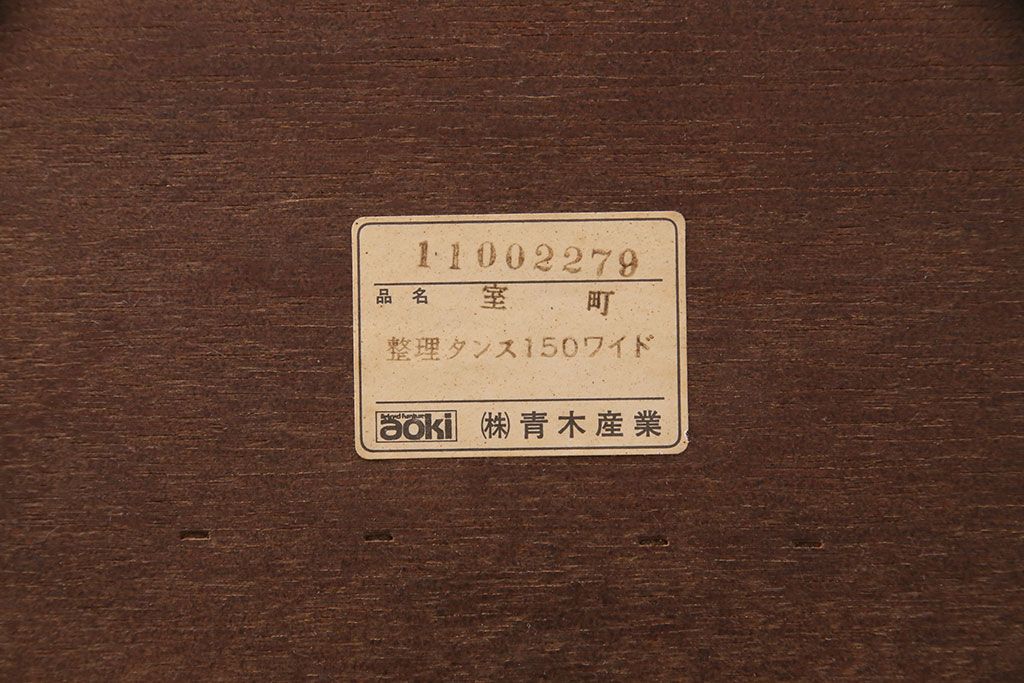 11002279
品名 室町
整理タンス150ワイド
aoki ㈱青木産業